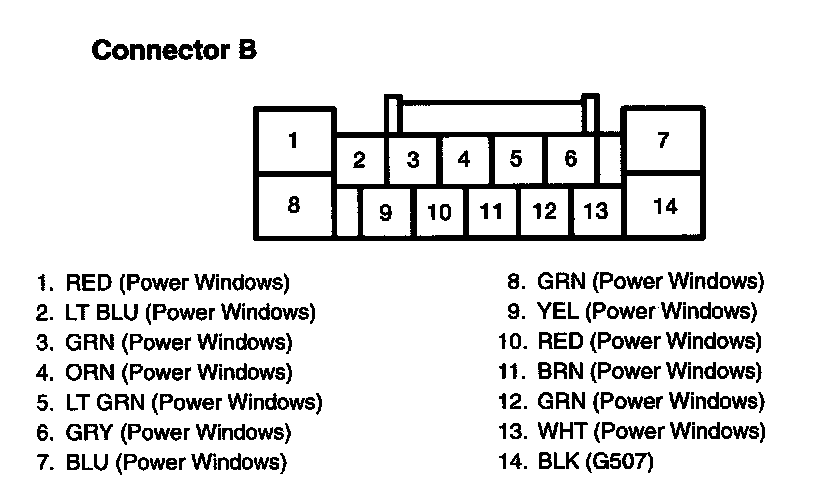 Connector B
1 7
2 3 4 5 6
8 9 10 11 12 13 14
1. RED (Power Windows)
2. LT BLU (Power Windows)
3. GRN (Power Windows)
4. ORN (Power Windows)
5. LT GRN (Power Windows)
6. GRY (Power Windows)
7. BLU (Power Windows)
8. GRN (Power Windows)
9. YEL (Power Windows)
10. RED (Power Windows)
11. BRN (Power Windows)
12. GRN (Power Windows)
13. WHT (Power Windows)
14. BLK (G507)